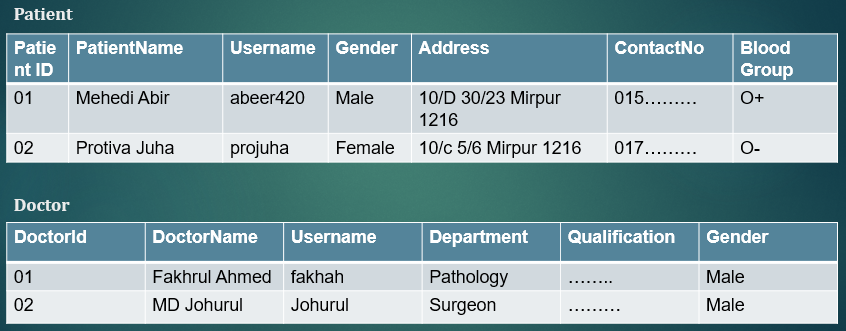 Patient
Patie nt ID PatientName Username Gender Address ContactNo Blood Group
01 Mehedi Abir abeer420 Male 10/D 30/23 Mirpur 1216 015……… O+
02 Protiva Juha projuha Female 10/c 5/6 Mirpur 1216 017……… O-
Doctor
DoctorId DoctorName Username Department Qualification Gender
01 Fakhrul Ahmed fakhah Pathology …….. Male
02 MD Johurul Johurul Surgeon ……… Male